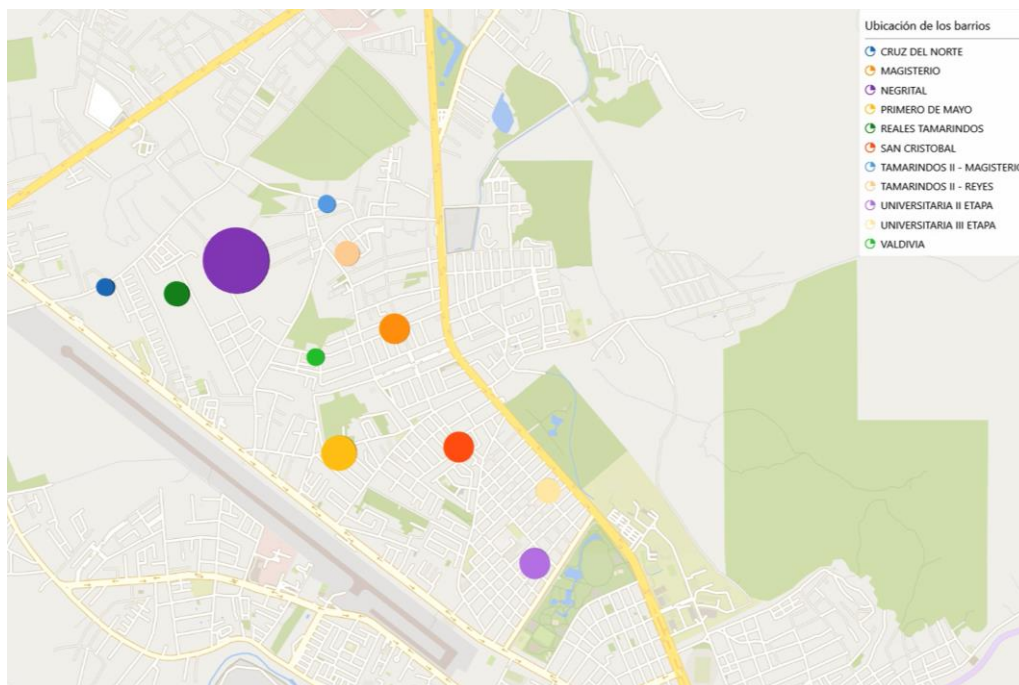 Ubicación de los barrios
CRUZ DEL NORTE
MAGISTERIO
NEGRITAL
PRIMERO DE MAYO
REALES TAMARINDOS
SAN CRISTOBAL
TAMARINDOS II - MAGISTERIO
TAMARINDOS II - REYES
UNIVERSITARIA II ETAPA
UNIVERSITARIA III ETAPA
VALDIVIA